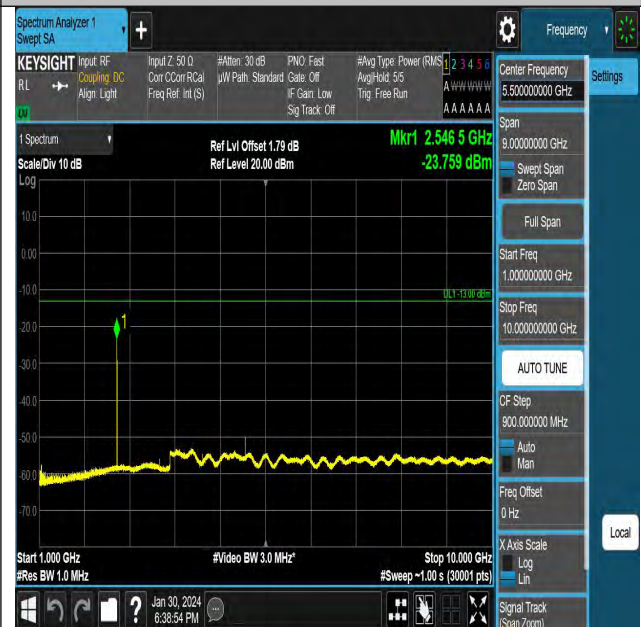 Spectrum Analyzer 1
Swept SA
+
Frequency
KEYSIGHT
RL
Input: RF
Coupling: DC
Align: Light
Input Z: 50 Ω
Corr CCorr RCal
Freq Ref: Int (S)
#Atten: 30 dB
µW Path: Standard
PNO: Fast
Gate: Off
IF Gain: Low
Sig Track: Off
#Avg Type: Power (RMS
Avg|Hold: 5/5
Trig: Free Run
1 2 3 4 5 6
A W W W W W
A A A A A A
1 Spectrum
Scale/Div 10 dB
Ref Lvl Offset 1.79 dB
Ref Level 20.00 dBm
Mkr1 2.546 5 GHz
-23.759 dBm
Log
10.0
0.00
-10.0
DL1 -13.00 dBm
1
-20.0
-30.0
-40.0
-50.0
-60.0
-70.0
Start 1.000 GHz
#Res BW 1.0 MHz
#Video BW 3.0 MHz*
Stop 10.000 GHz
#Sweep ~1.00 s (30001 pts)
Jan 30, 2024
6:38:54 PM
Center Frequency
5.500000000 GHz
Settings
Span
9.00000000 GHz
Swept Span
Zero Span
Full Span
Start Freq
1.000000000 GHz
Stop Freq
10.000000000 GHz
AUTO TUNE
CF Step
900.000000 MHz
Auto
Man
Freq Offset
0 Hz
X Axis Scale
Log
Lin
Local
Signal Track
(Span Zoom)